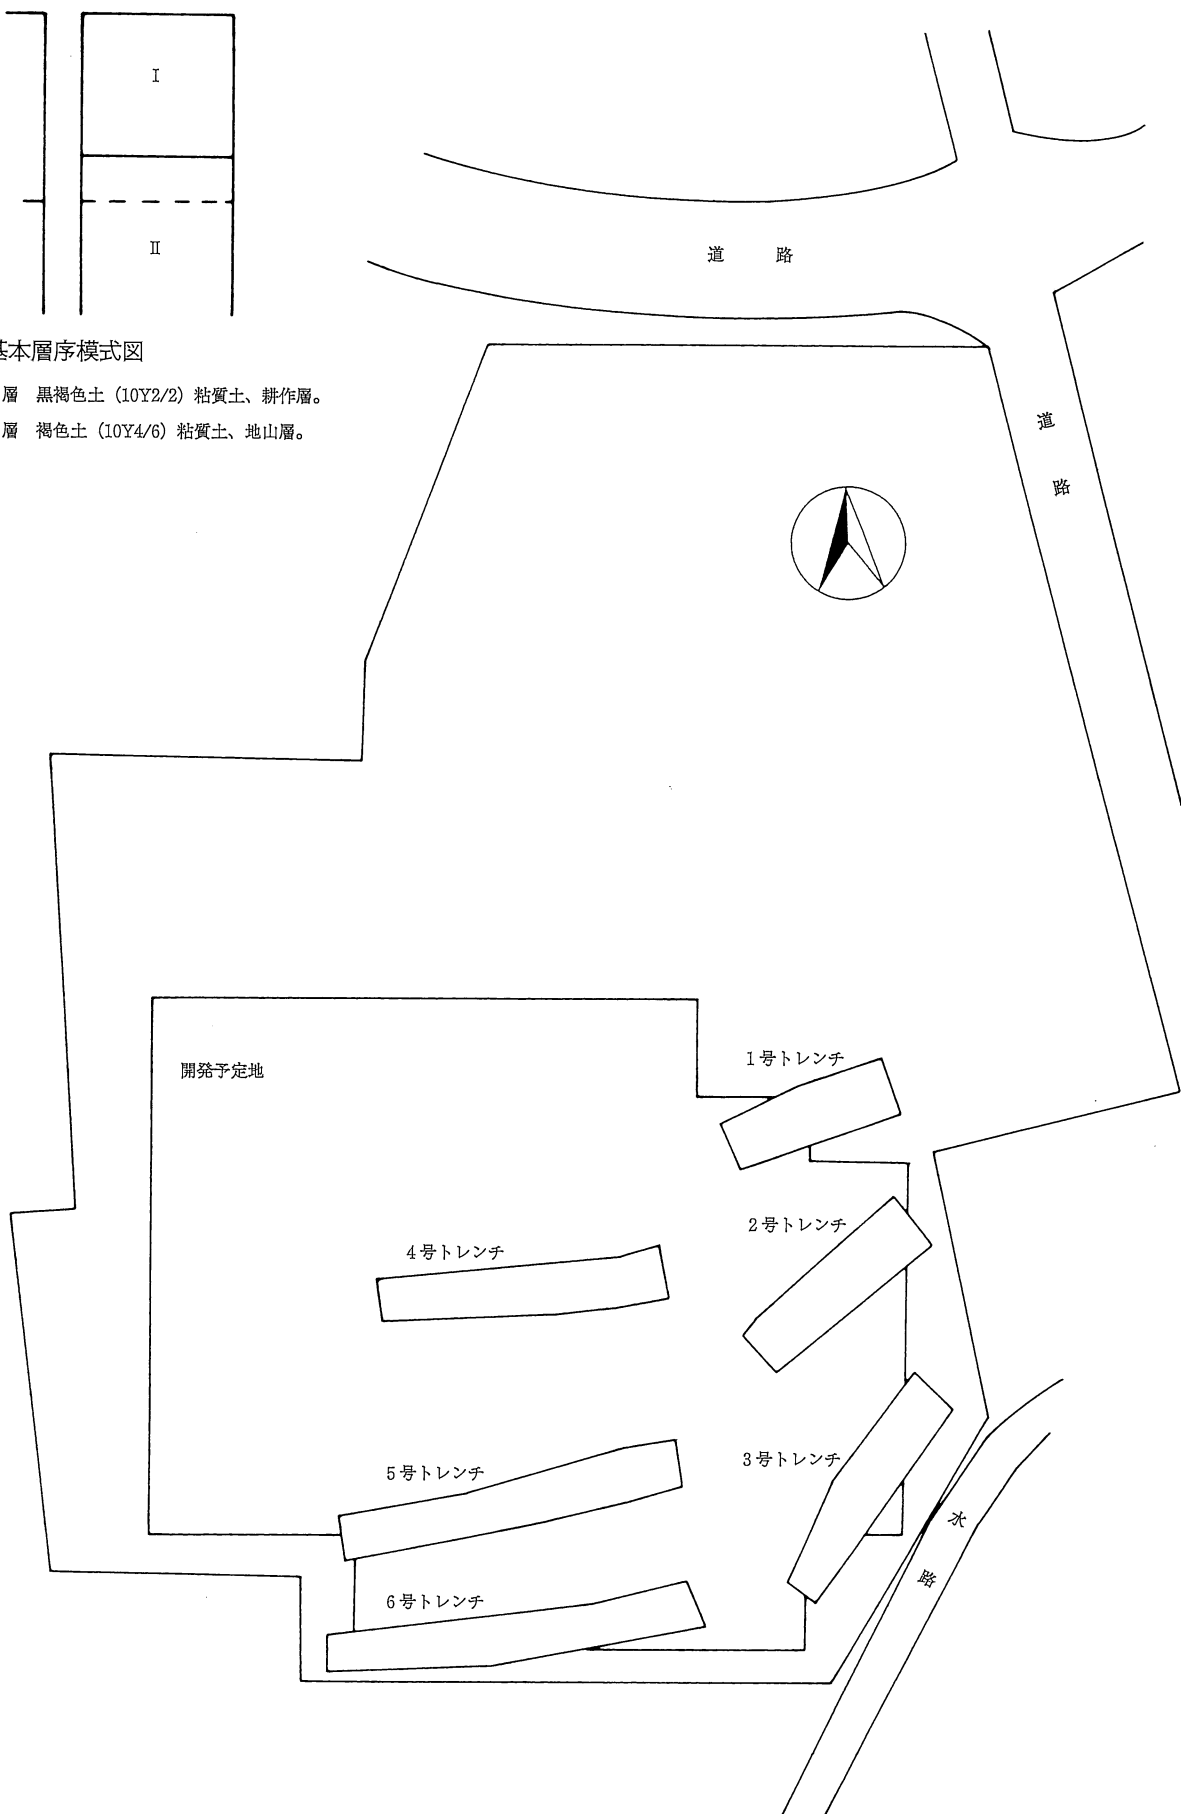 I
II
基本層序模式図
層 黒褐色土（10Y2/2）粘質土、耕作層。
層 褐色土（10Y4/6）粘質土、地山層。
道 路
道路
開発予定地
1号トレンチ
2号トレンチ
4号トレンチ
3号トレンチ
5号トレンチ
6号トレンチ
水路